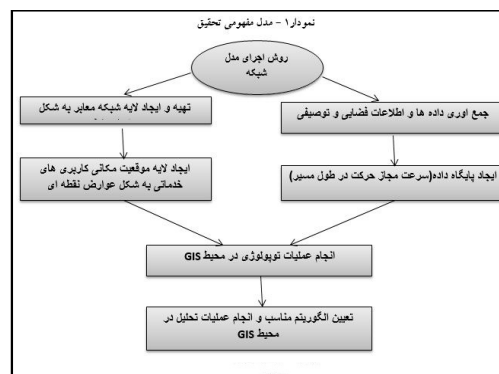 نمودار۱ - مدل مفهومی تحقیق
روش اجرای مدل
شبکه
جمع اوری داده ها و اطلاعات فضایی و توصیفی
تهیه و ایجاد لایه شبکه معابر به شکل
ایجاد پایگاه داده(سرعت مجاز حرکت در طول مسیر)
ایجاد لایه موقعیت مکانی کاربری های
خدماتی به شکل عوارض نقطه ای
انجام عملیات توپولوژی در محیط GIS
تعیین الگوریتم مناسب و انجام عملیات تحلیل در
محیط GIS